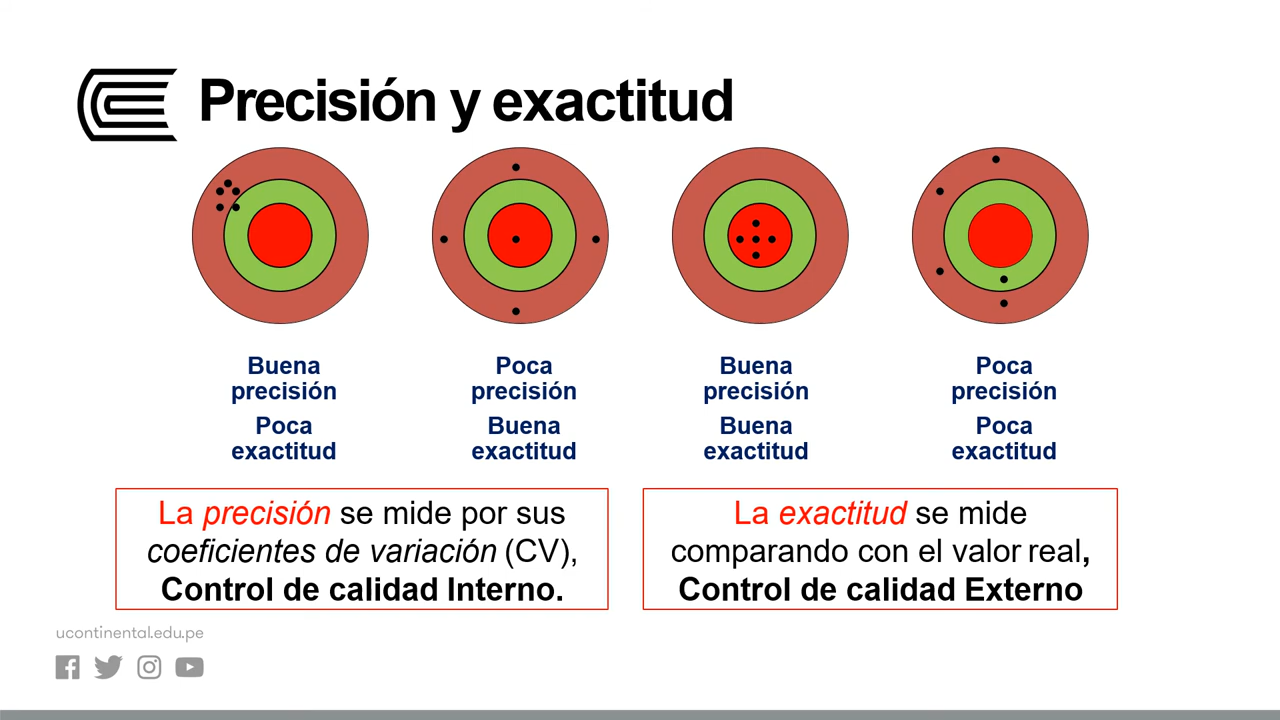 Precisión y exactitud
Buena
precisión
Poca
exactitud
Poca
precisión
Buena
exactitud
Buena
precisión
Buena
exactitud
Poca
precisión
Poca
exactitud
La precisión se mide por sus
coeficientes de variación (CV),
Control de calidad Interno.
La exactitud se mide
comparando con el valor real,
Control de calidad Externo
ucontinental.edu.pe